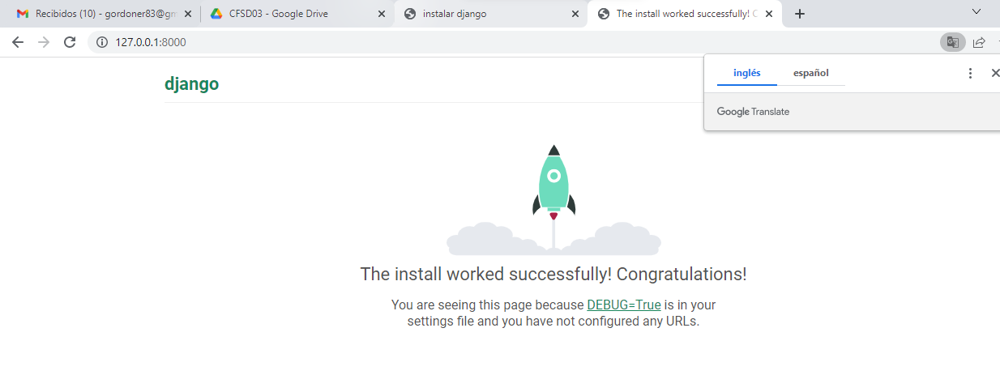 Recibidos (10) - gordoner83@gm
CFSD03 - Google Drive
instalar django
The install worked successfully! C
127.0.0.1:8000
inglés
español
Google Translate
django
The install worked successfully! Congratulations!
You are seeing this page because DEBUG=True is in your
settings file and you have not configured any URLs.